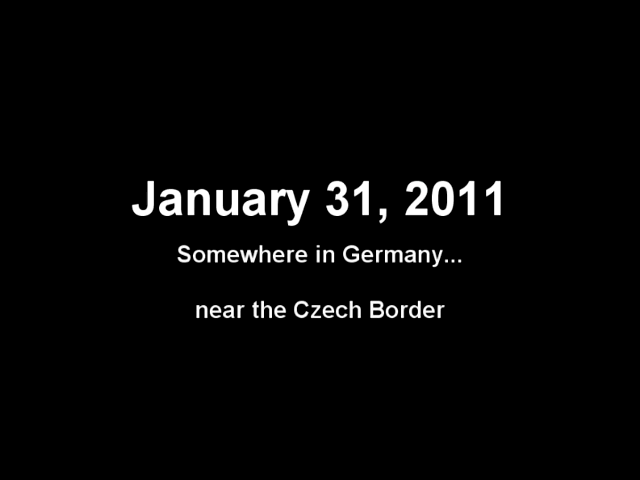 January 31, 2011
Somewhere in Germany...
near the Czech Border